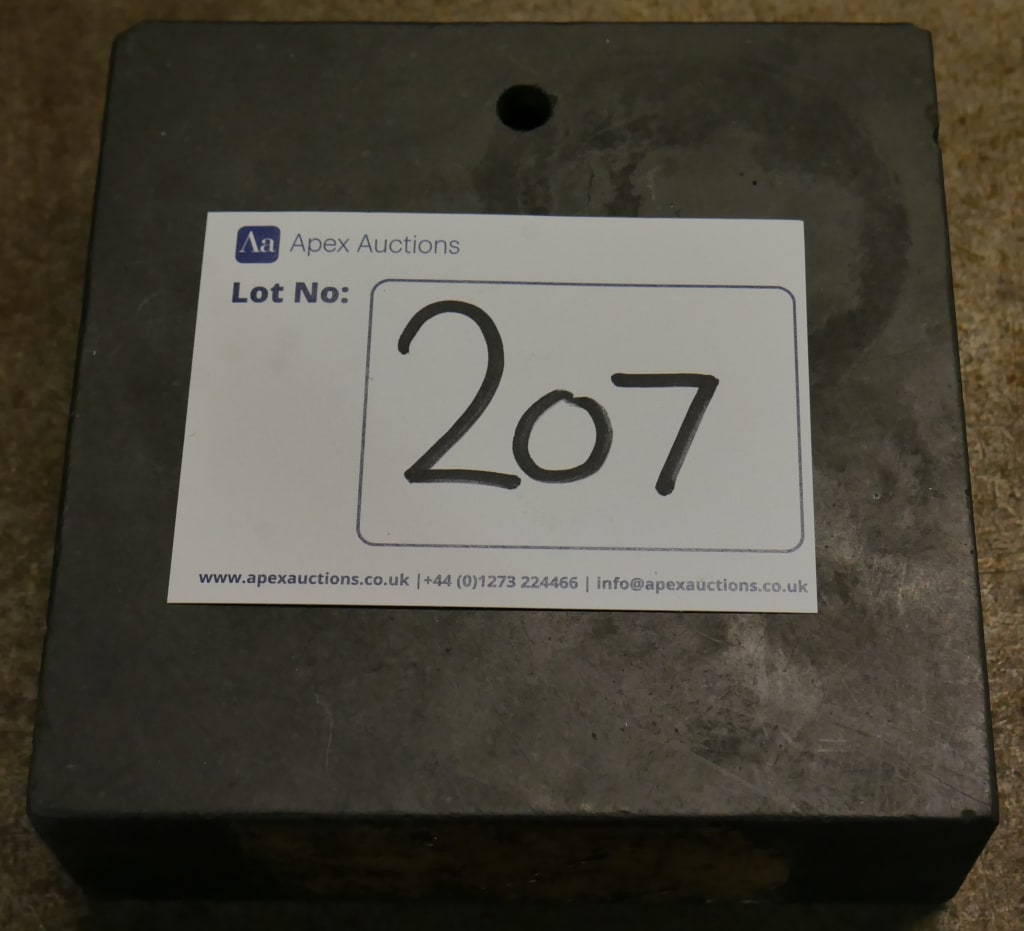 Aa Apex Auctions
Lot No:
207
www.apexauctions.co.uk |+44 (0)1273 224466 | info@apexauctions.co.uk